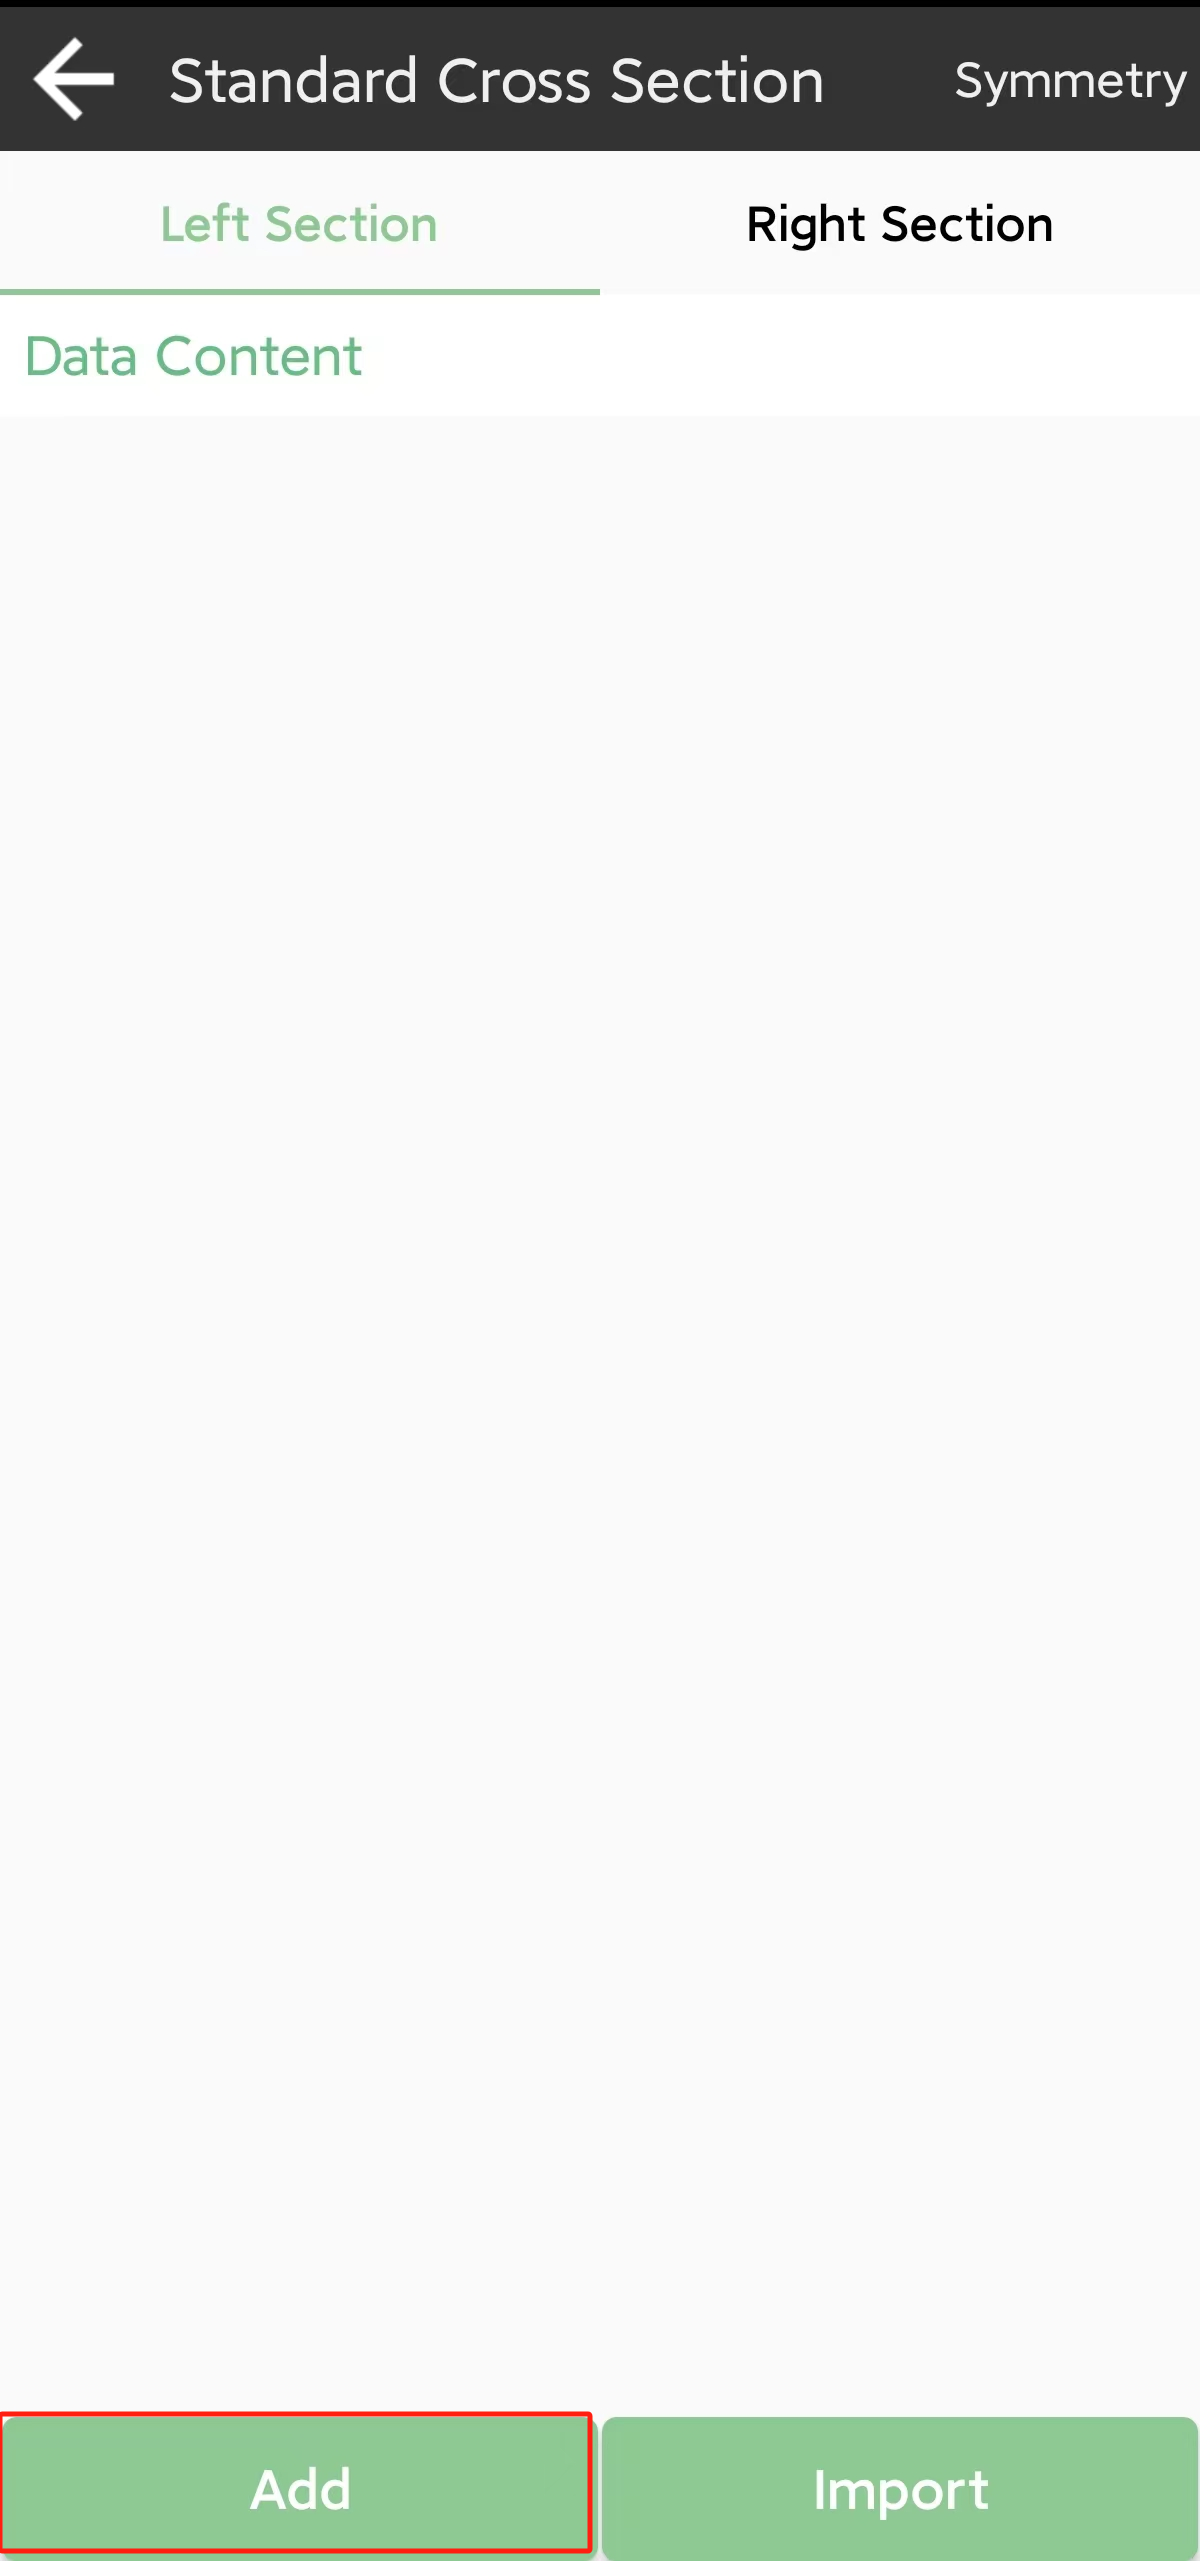 Standard Cross Section
Symmetry
Left Section
Right Section
Data Content
Add
Import